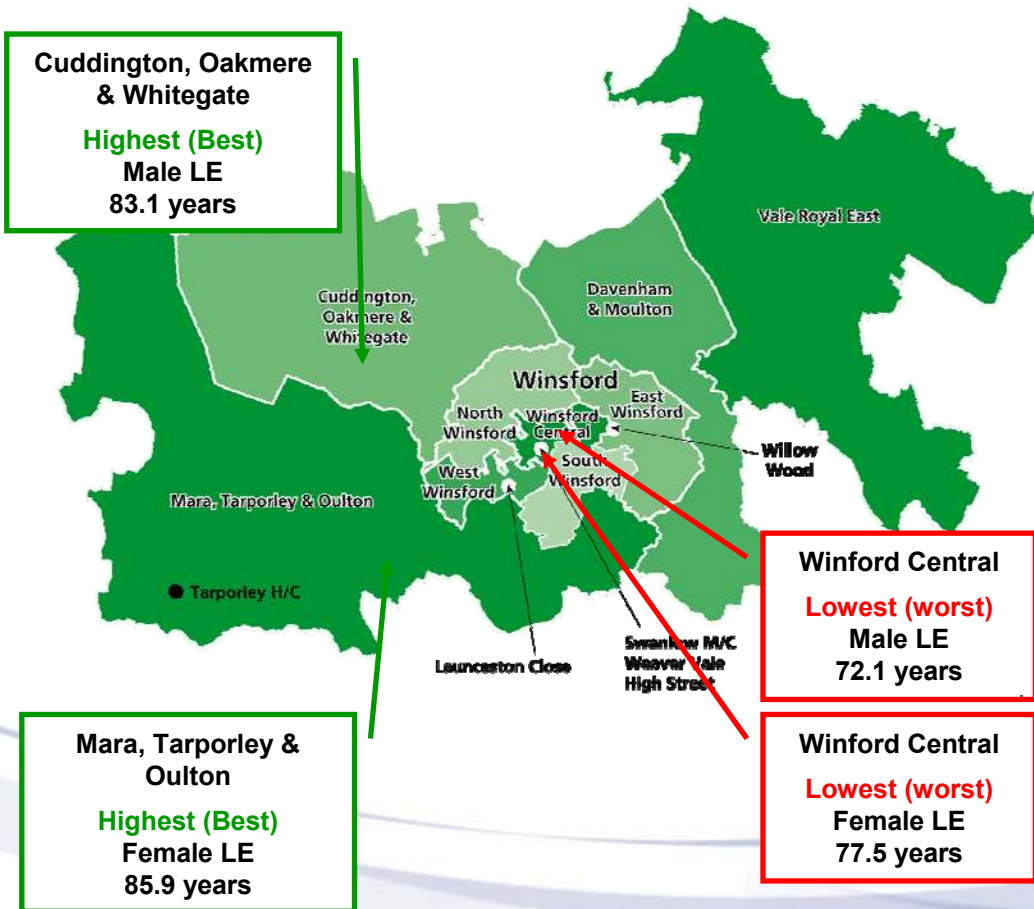 Cuddington, Oakmere
& Whitegate
Highest (Best)
Male LE
83.1 years
Vale Royal East
Davenham
& Moulton
Cuddington,
Oakmere &
Whitegate
Winsford
East
Winsford
North
Winsford
Winsford
Central
Willow
Wood
South
Winsford
West
Winsford
Mara, Tarporley & Oulton
Tarporley H/C
Launceston Close
Swanlow M/C
Weaver Vale
High Street
Winford Central
Lowest (worst)
Male LE
72.1 years
Winford Central
Lowest (worst)
Female LE
77.5 years
Mara, Tarporley &
Oulton
Highest (Best)
Female LE
85.9 years